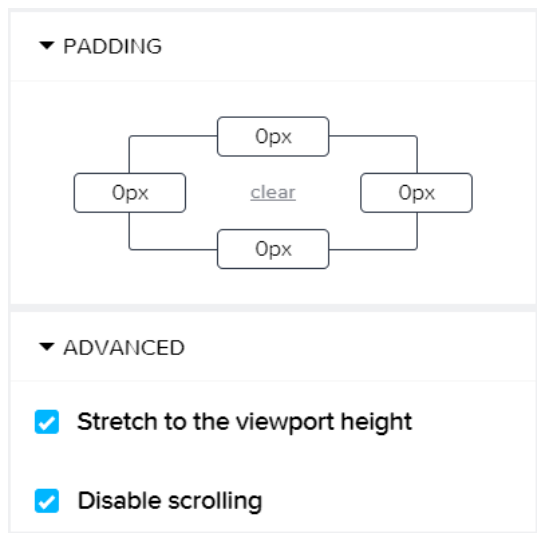 PADDING
0px
0px clear 0px
0px
ADVANCED
Stretch to the viewport height
Disable scrolling